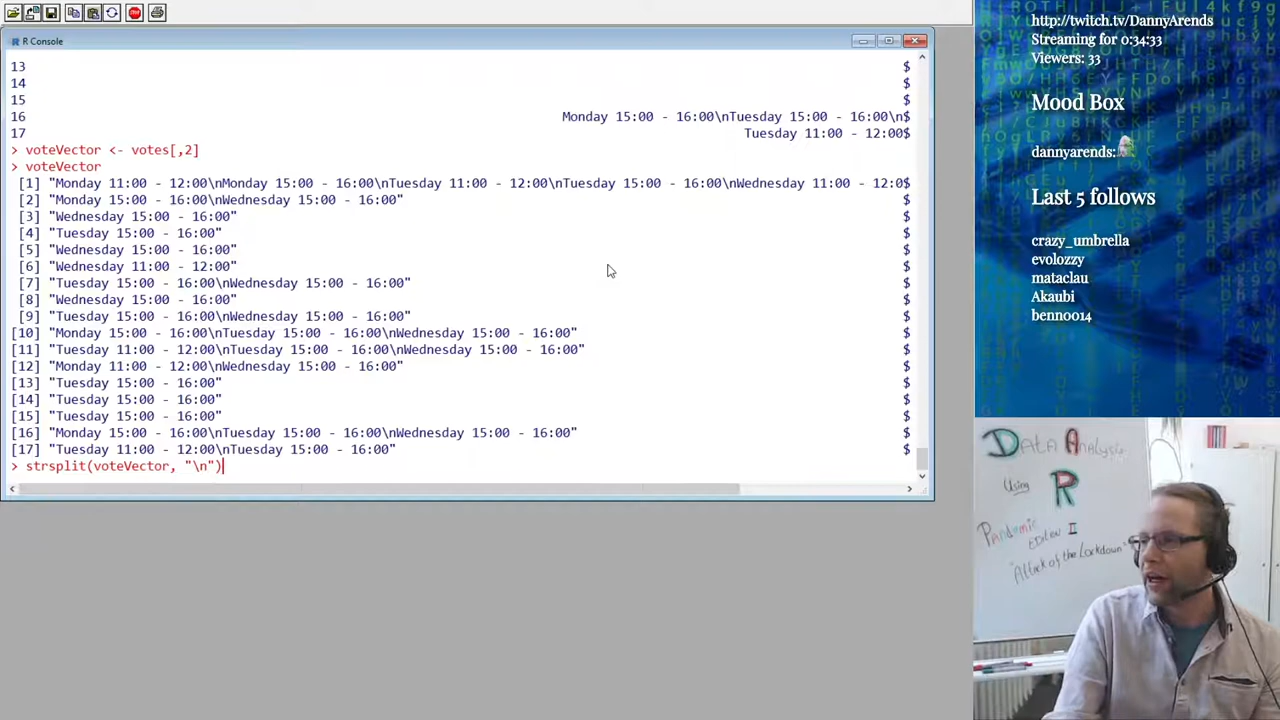 R Console
13 $
14 $
15 $
16 Monday 15:00 - 16:00\nTuesday 15:00 - 16:00\n$
17 Tuesday 11:00 - 12:00$
> voteVector <- votes[,2]
> voteVector
[1] "Monday 11:00 - 12:00\nMonday 15:00 - 16:00\nTuesday 11:00 - 12:00\nTuesday 15:00 - 16:00\nWednesday 11:00 - 12:0$
[2] "Monday 15:00 - 16:00\nWednesday 15:00 - 16:00" $
[3] "Wednesday 15:00 - 16:00" $
[4] "Tuesday 15:00 - 16:00" $
[5] "Wednesday 15:00 - 16:00" $
[6] "Wednesday 11:00 - 12:00" $
[7] "Tuesday 15:00 - 16:00\nWednesday 15:00 - 16:00" $
[8] "Wednesday 15:00 - 16:00" $
[9] "Tuesday 15:00 - 16:00\nWednesday 15:00 - 16:00" $
[10] "Monday 15:00 - 16:00\nTuesday 15:00 - 16:00\nWednesday 15:00 - 16:00" $
[11] "Tuesday 11:00 - 12:00\nTuesday 15:00 - 16:00\nWednesday 15:00 - 16:00" $
[12] "Monday 11:00 - 12:00\nWednesday 15:00 - 16:00" $
[13] "Tuesday 15:00 - 16:00" $
[14] "Tuesday 15:00 - 16:00" $
[15] "Tuesday 15:00 - 16:00" $
[16] "Monday 15:00 - 16:00\nTuesday 15:00 - 16:00\nWednesday 15:00 - 16:00" $
[17] "Tuesday 11:00 - 12:00\nTuesday 15:00 - 16:00" $
> strsplit(voteVector, "\n")
http://twitch.tv/DannyArends
Streaming for 0:34:33
Viewers: 33
Mood Box
dannyarends:
Last 5 follows
crazy_umbrella
evolozzy
mataclau
Akaubi
benno014
DATA ANALYSIS
Using R
Pandemic
Edition II
"Attack of the Lockdown"